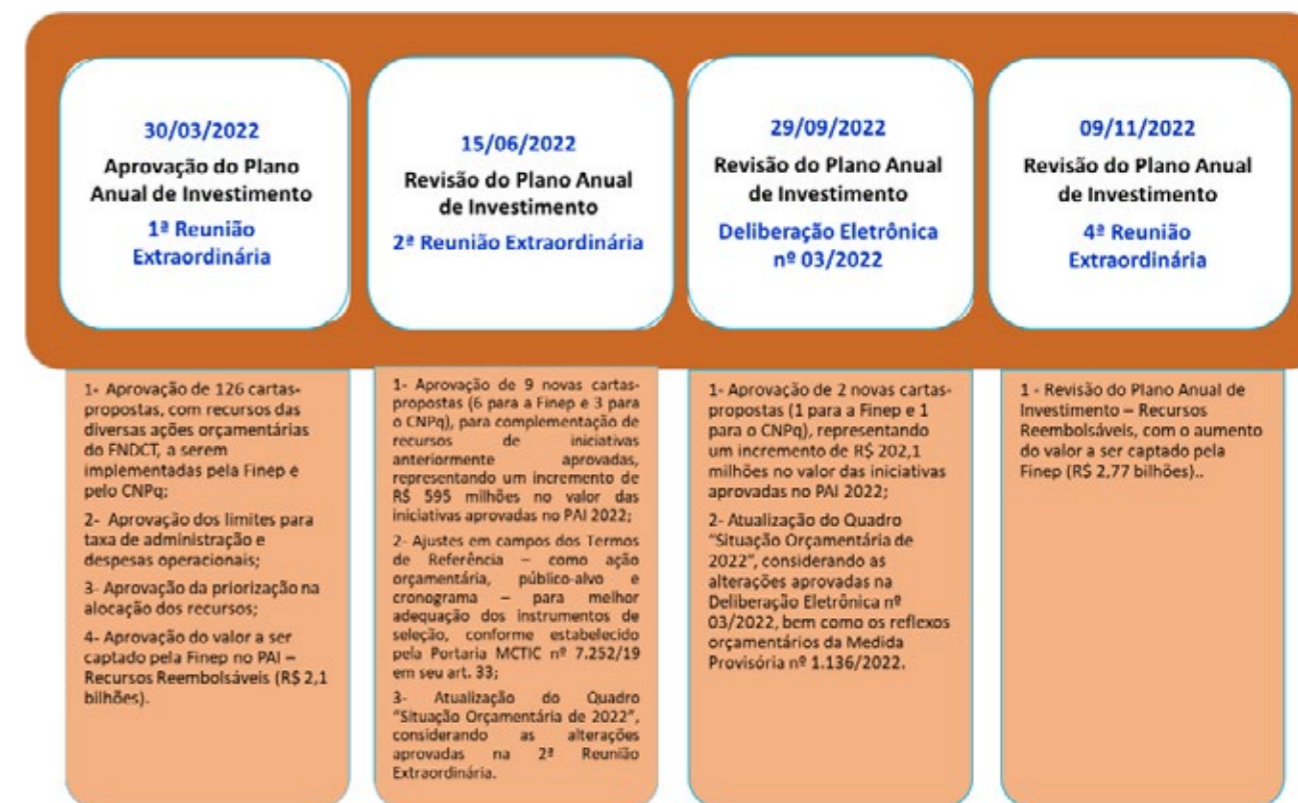 30/03/2022
Aprovação do Plano
Anual de Investimento
1ª Reunião
Extraordinária
1- Aprovação de 126 cartas-
propostas, com recursos das
diversas ações orçamentárias
do FNDCT, a serem
implementadas pela Finep e
pelo CNPq;
2- Aprovação dos limites para
taxa de administração e
despesas operacionais;
3- Aprovação da priorização na
alocação dos recursos;
4- Aprovação do valor a ser
captado pela Finep no PAI –
Recursos Reembolsáveis (R$ 2,1
bilhões).
15/06/2022
Revisão do Plano Anual
de Investimento
2ª Reunião Extraordinária
1- Aprovação de 9 novas cartas-
propostas (6 para a Finep e 3 para
o CNPq), para complementação de
recursos de iniciativas
anteriormente aprovadas,
representando um incremento de
R$ 595 milhões no valor das
iniciativas aprovadas no PAI 2022;
2- Ajustes em campos dos Termos
de Referência – como ação
orçamentária, público-alvo e
cronograma – para melhor
adequação dos instrumentos de
seleção, conforme estabelecido
pela Portaria MCTIC nº 7.252/19
em seu art. 33;
3- Atualização do Quadro
“Situação Orçamentária de 2022”,
considerando as alterações
aprovadas na 2ª Reunião
Extraordinária.
29/09/2022
Revisão do Plano Anual
de Investimento
Deliberação Eletrônica
nº 03/2022
1- Aprovação de 2 novas cartas-
propostas (1 para a Finep e 1
para o CNPq), representando
um incremento de R$ 202,1
milhões no valor das iniciativas
aprovadas no PAI 2022;
2- Atualização do Quadro
“Situação Orçamentária de
2022”, considerando as
alterações aprovadas na
Deliberação Eletrônica nº
03/2022, bem como os reflexos
orçamentários da Medida
Provisória nº 1.136/2022.
09/11/2022
Revisão do Plano Anual
de Investimento
4ª Reunião
Extraordinária
1 - Revisão do Plano Anual de
Investimento – Recursos
Reembolsáveis, com o aumento
do valor a ser captado pela
Finep (R$ 2,77 bilhões)..